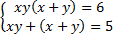 xy(x + y) = 6
xy + (x + y) = 5